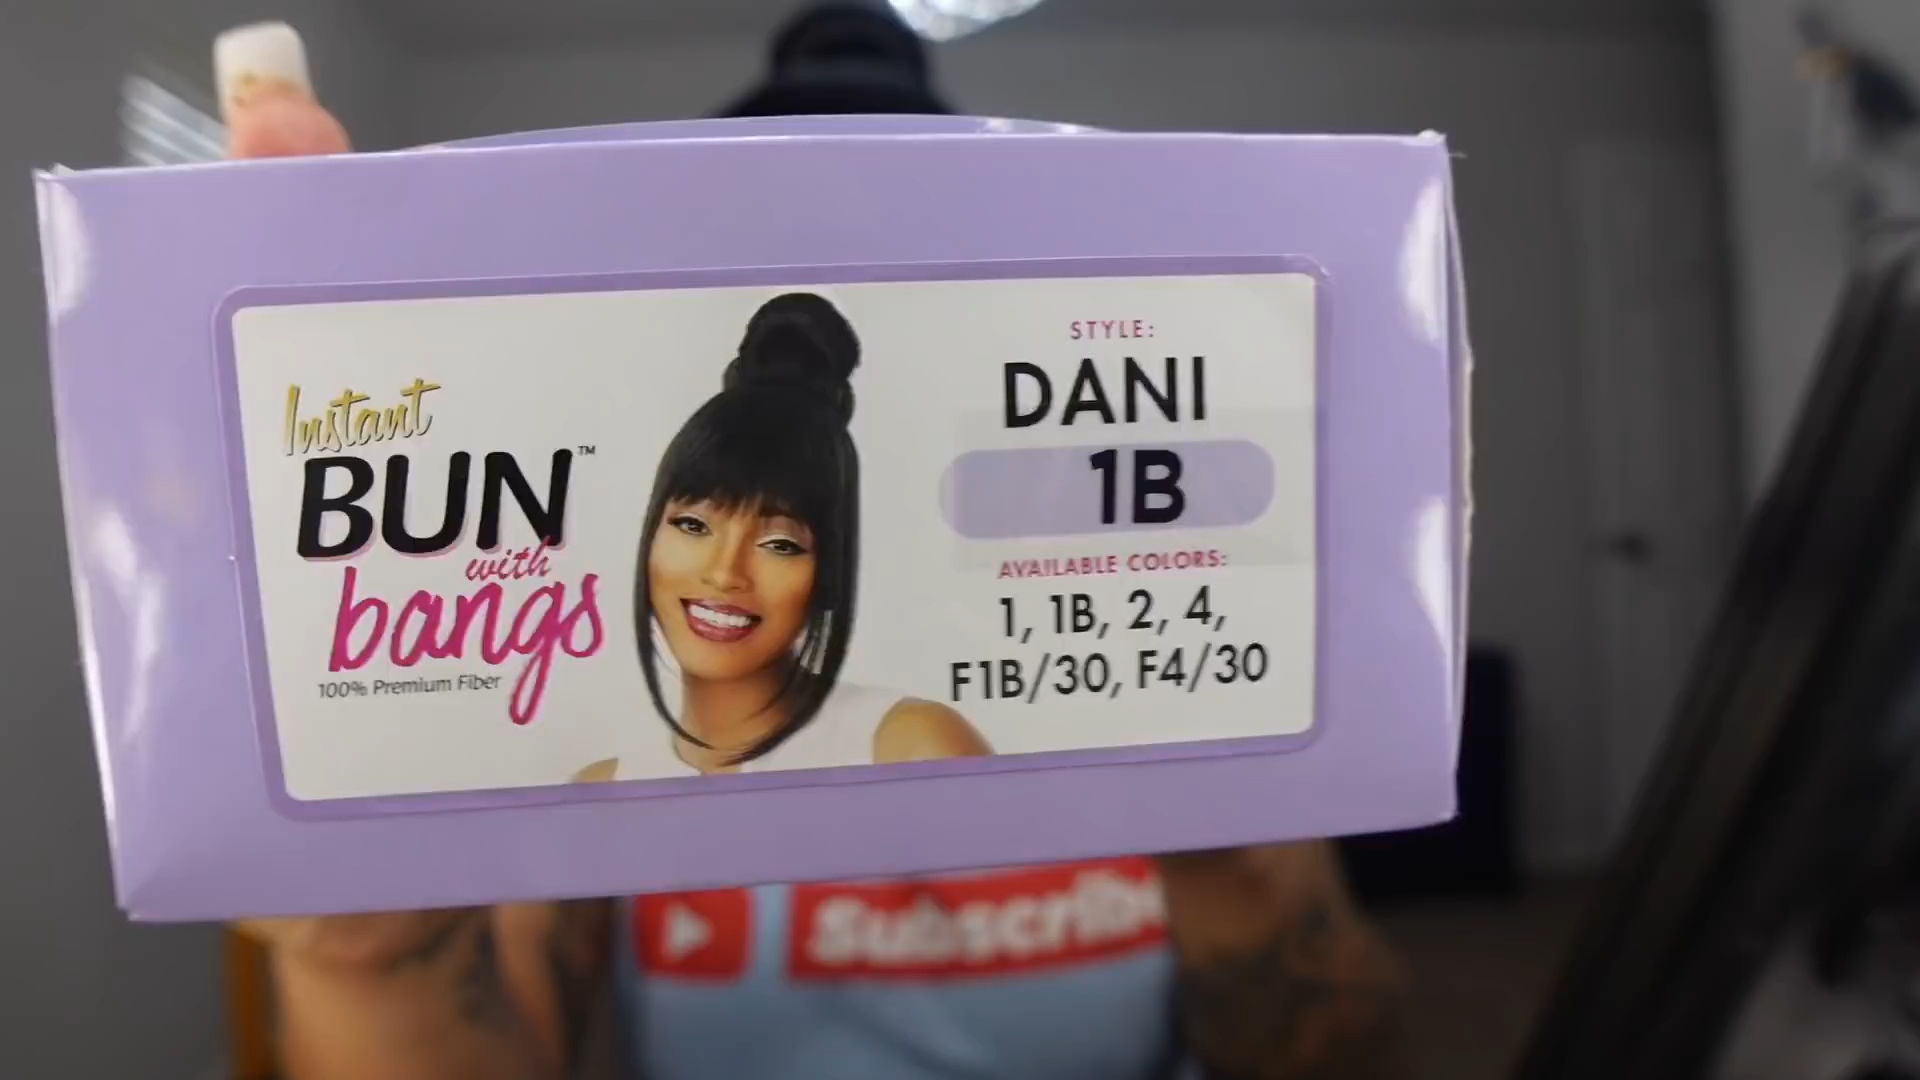 Instant
BUN™
with
bangs
100% Premium Fiber
STYLE:
DANI
1B
AVAILABLE COLORS:
1, 1B, 2, 4,
F1B/30, F4/30
Subscribe